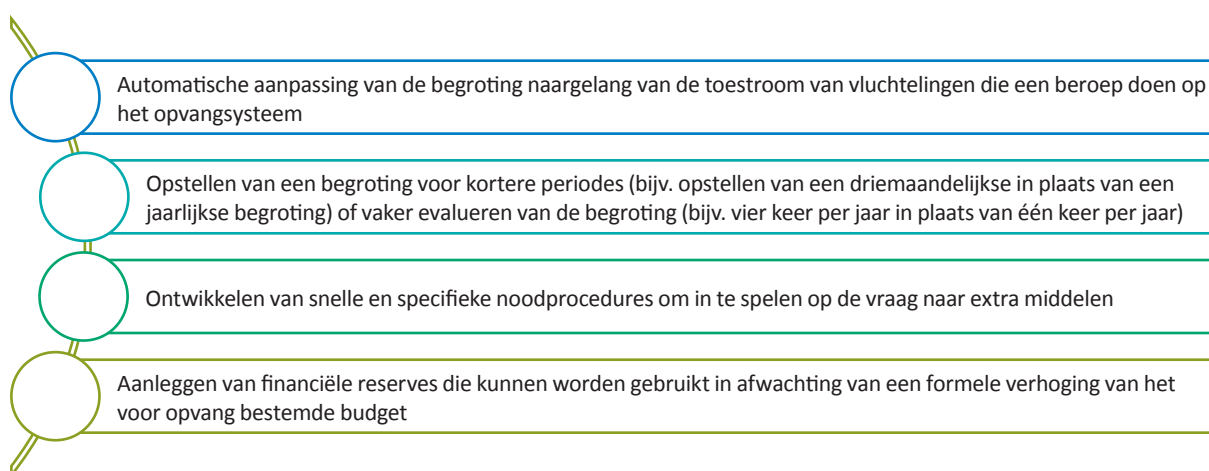 Automatische aanpassing van de begroting naargelang van de toestroom van vluchtelingen die een beroep doen op
het opvangsysteem
Opstellen van een begroting voor kortere periodes (bijv. opstellen van een driemaandelijkse in plaats van een
jaarlijkse begroting) of vaker evalueren van de begroting (bijv. vier keer per jaar in plaats van één keer per jaar)
Ontwikkelen van snelle en specifieke noodprocedures om in te spelen op de vraag naar extra middelen
Aanleggen van financiële reserves die kunnen worden gebruikt in afwachting van een formele verhoging van het
voor opvang bestemde budget